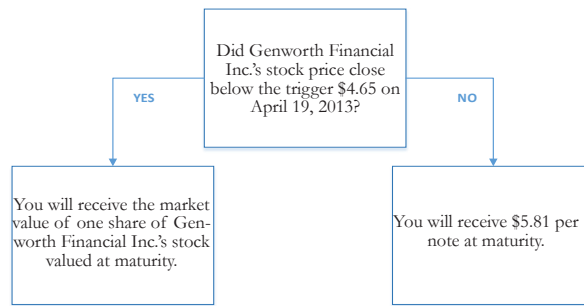 Did Genworth Financial
Inc.’s stock price close
below the trigger $4.65 on
April 19, 2013?
YES
NO
You will receive the market
value of one share of Gen-
worth Financial Inc.’s stock
valued at maturity.
You will receive $5.81 per
note at maturity.